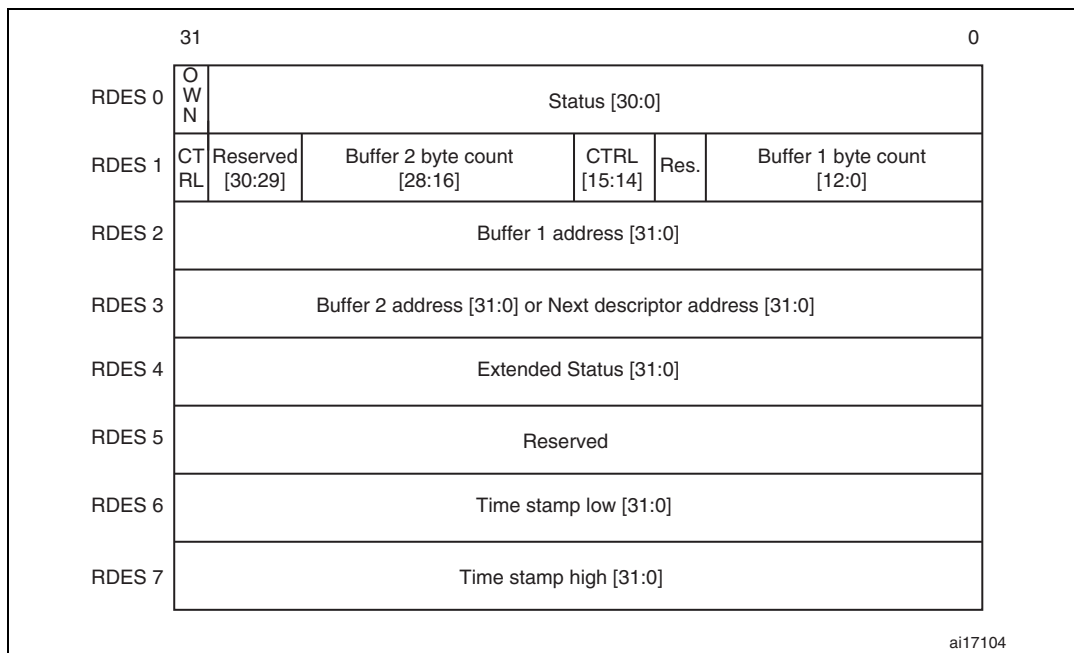 31 0
RDES 0
O
W
N
Status [30:0]
RDES 1
CT
RL
Reserved
[30:29]
Buffer 2 byte count
[28:16]
CTRL
[15:14]
Res.
Buffer 1 byte count
[12:0]
RDES 2
Buffer 1 address [31:0]
RDES 3
Buffer 2 address [31:0] or Next descriptor address [31:0]
RDES 4
Extended Status [31:0]
RDES 5
Reserved
RDES 6
Time stamp low [31:0]
RDES 7
Time stamp high [31:0]
ai17104